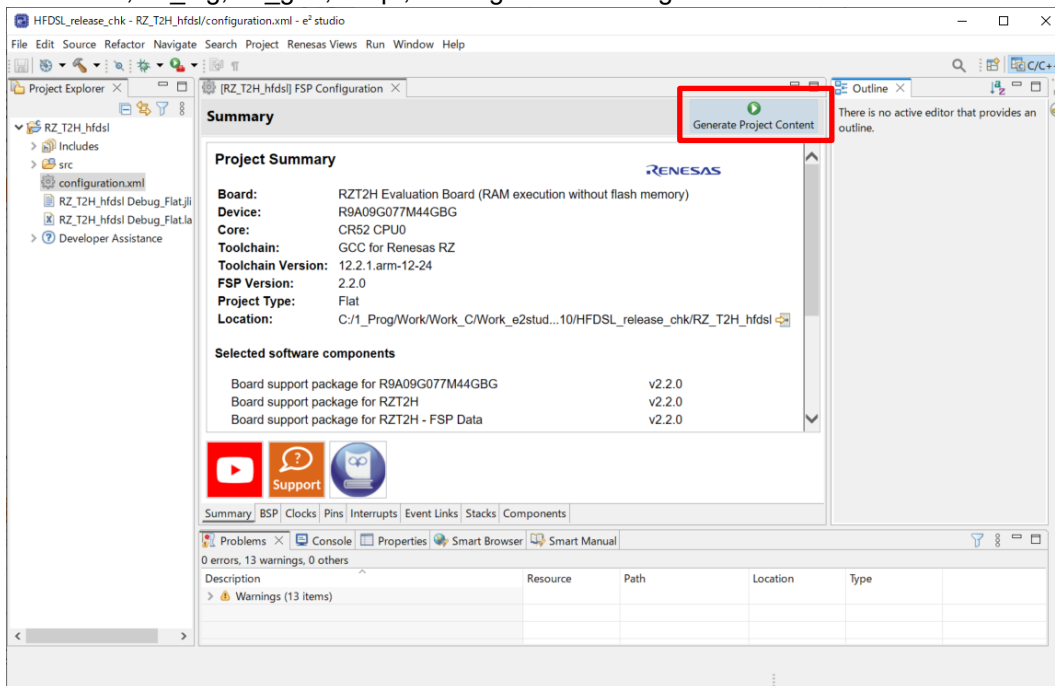 HFDSL_release_chk - RZ_T2H_hfdsl/configuration.xml - e² studio
File Edit Source Refactor Navigate Search Project Renesas Views Run Window Help
C/C++
Project Explorer
[RZ_T2H_hfdsl] FSP Configuration
Outline
RZ_T2H_hfdsl
Includes
src
configuration.xml
RZ_T2H_hfdsl Debug_Flat.jli
RZ_T2H_hfdsl Debug_Flat.la
Developer Assistance
Summary
Generate Project Content
There is no active editor that provides an
outline.
Project Summary
RENESAS
Board: RZT2H Evaluation Board (RAM execution without flash memory)
Device: R9A09G077M44GBG
Core: CR52 CPU0
Toolchain: GCC for Renesas RZ
Toolchain Version: 12.2.1.arm-12-24
FSP Version: 2.2.0
Project Type: Flat
Location: C:/1_Prog/Work/Work_C/Work_e2stud...10/HFDSL_release_chk/RZ_T2H_hfdsl
Selected software components
Board support package for R9A09G077M44GBG v2.2.0
Board support package for RZT2H v2.2.0
Board support package for RZT2H - FSP Data v2.2.0
Support
Summary BSP Clocks Pins Interrupts Event Links Stacks Components
Problems Console Properties Smart Browser Smart Manual
0 errors, 13 warnings, 0 others
Description Resource Path Location Type
Warnings (13 items)